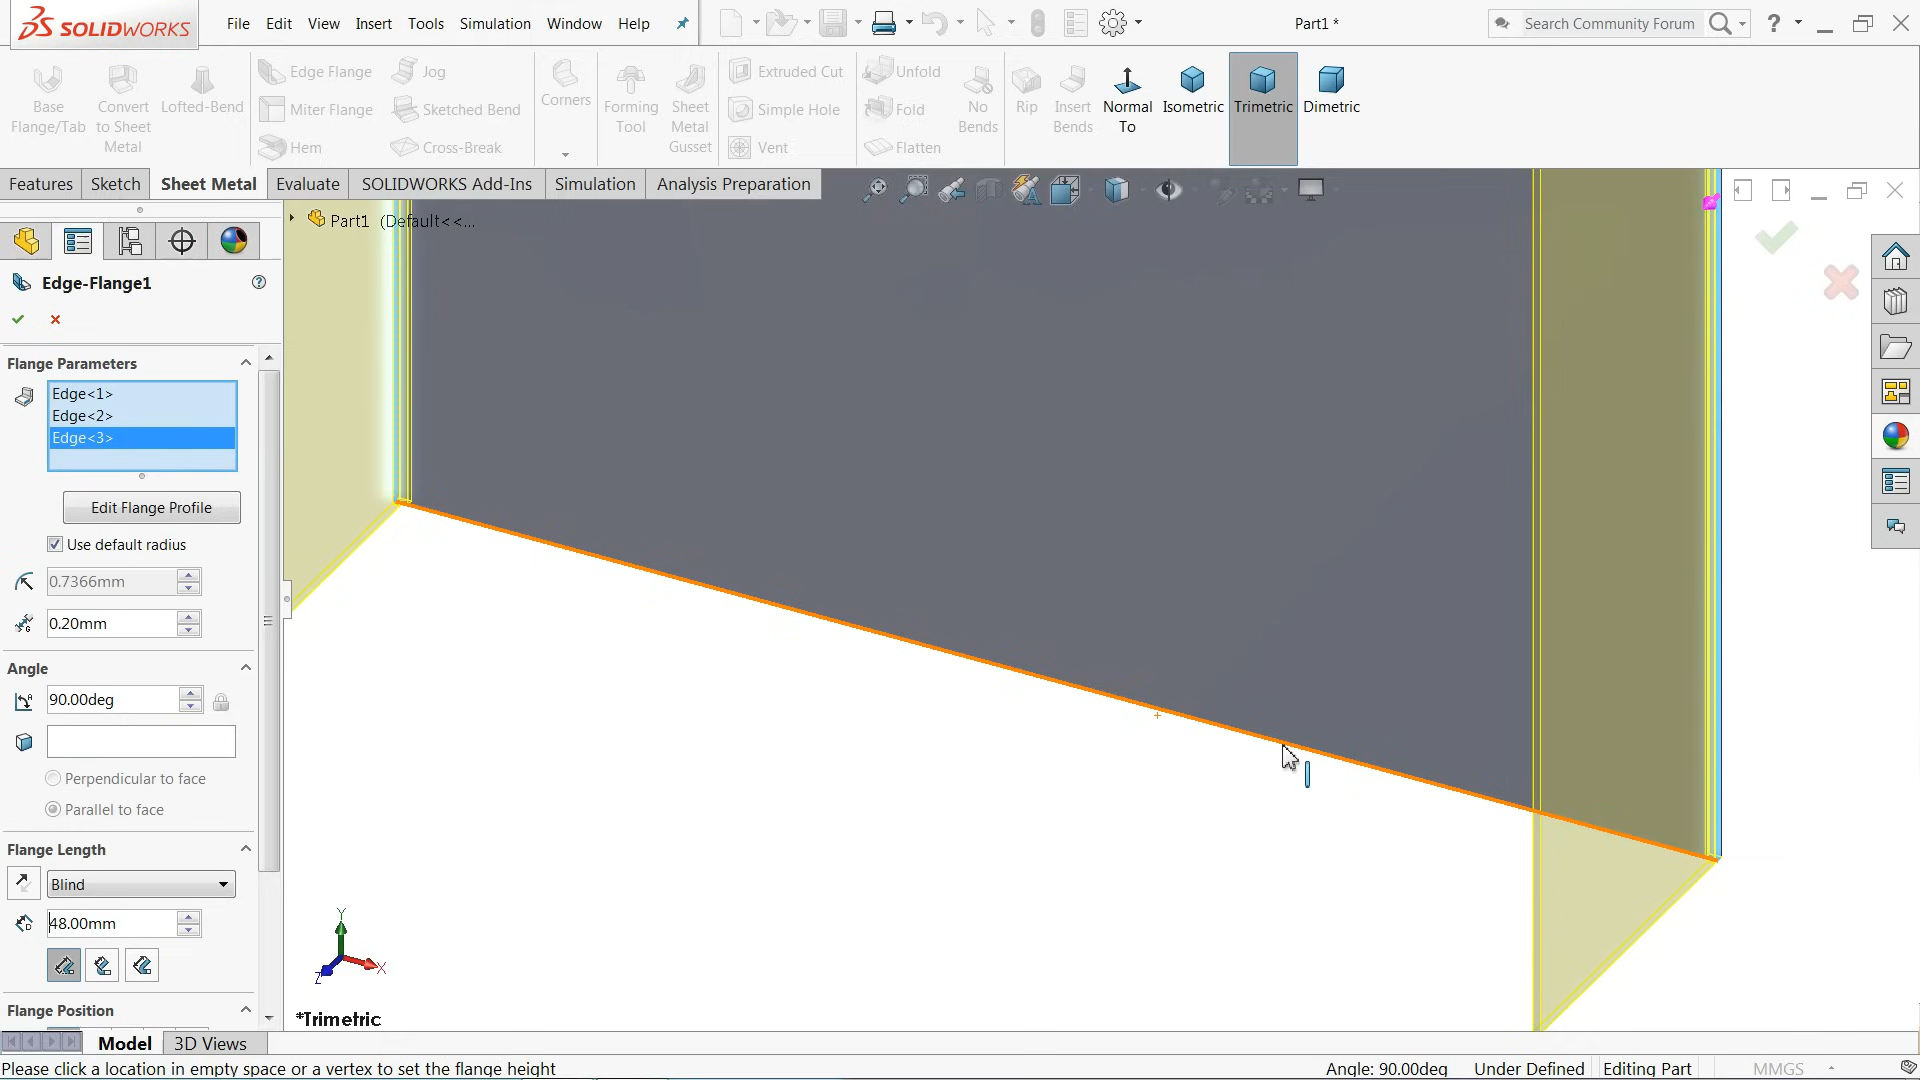 SOLIDWORKS
File Edit View Insert Tools Simulation Window Help
Part1 *
Search Community Forum
?
Base Flange/Tab
Convert to Sheet Metal
Lofted-Bend
Edge Flange
Miter Flange
Hem
Jog
Sketched Bend
Cross-Break
Corners
Forming Tool
Sheet Metal Gusset
Extruded Cut
Simple Hole
Vent
Unfold
Fold
Flatten
No Bends
Rip
Insert Bends
Normal To
Isometric
Trimetric
Dimetric
Features Sketch Sheet Metal Evaluate SOLIDWORKS Add-Ins Simulation Analysis Preparation
Part1 (Default<<...
Edge-Flange1
?
Flange Parameters
Edge<1>
Edge<2>
Edge<3>
Edit Flange Profile
Use default radius
0.7366mm
0.20mm
Angle
90.00deg
Perpendicular to face
Parallel to face
Flange Length
Blind
48.00mm
Flange Position
Y
X
Z
*Trimetric
Model 3D Views
Please click a location in empty space or a vertex to set the flange height
Angle: 90.00deg Under Defined Editing Part MMGS